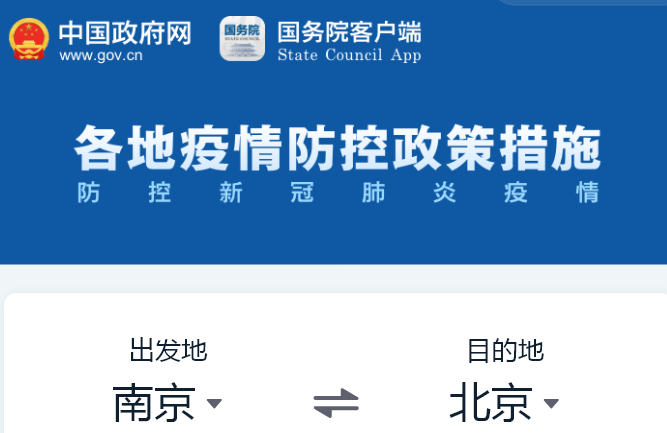 中国政府网
www.gov.cn
国务院
国务院客户端
State Council App
各地疫情防控政策措施
防控新冠肺炎疫情
出发地
目的地
南京
北京